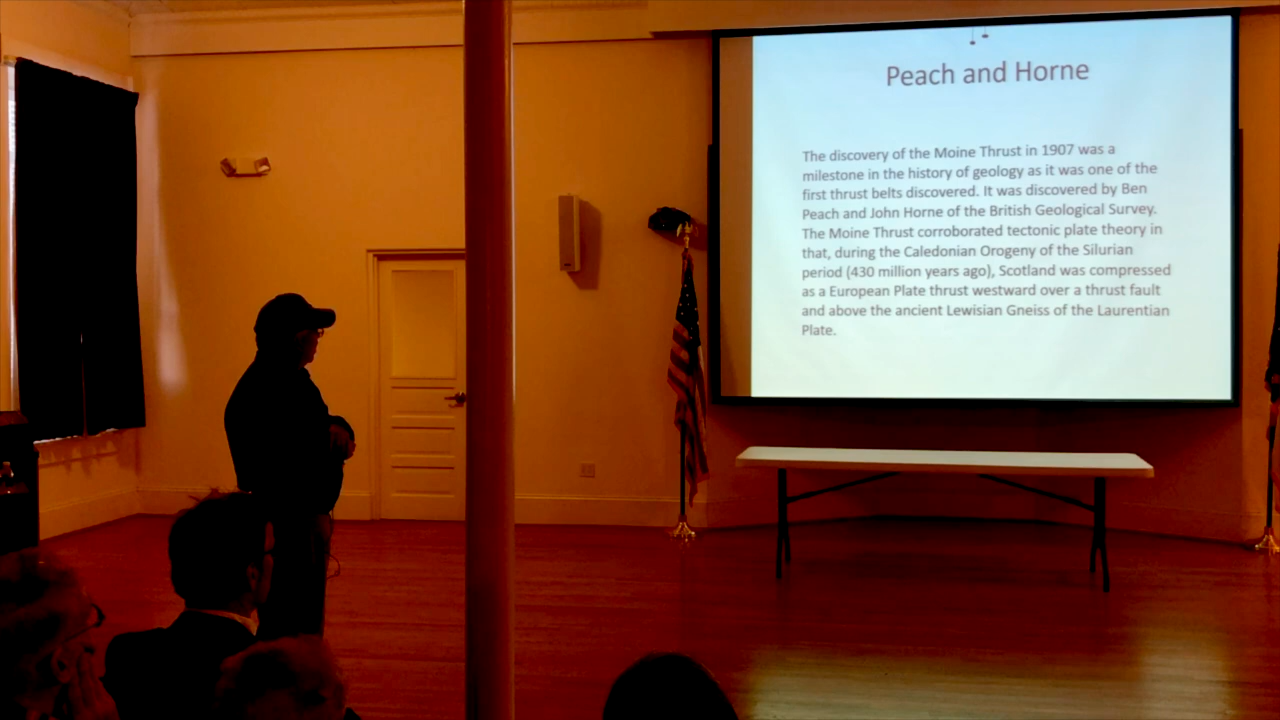 Peach and Horne
The discovery of the Moine Thrust in 1907 was a
milestone in the history of geology as it was one of the
first thrust belts discovered. It was discovered by Ben
Peach and John Horne of the British Geological Survey.
The Moine Thrust corroborated tectonic plate theory in
that, during the Caledonian Orogeny of the Silurian
period (430 million years ago), Scotland was compressed
as a European Plate thrust westward over a thrust fault
and above the ancient Lewisian Gneiss of the Laurentian
Plate.